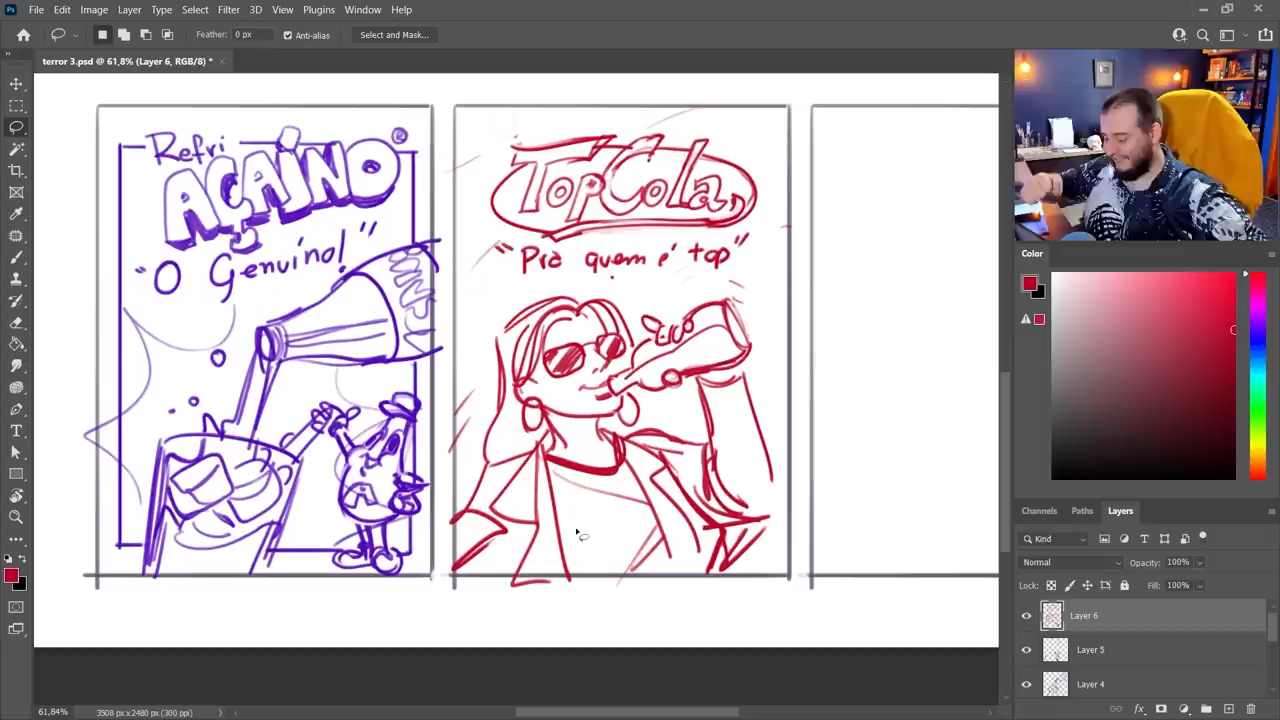 Ps File Edit Image Layer Type Select Filter 3D View Plugins Window Help
Feather: 0 px Anti-alias Select and Mask...
terror 3.psd @ 61,8% (Layer 6, RGB/8) *
Refri
AÇAÍNO ®
"O Genuíno!"
TopCola
"Pra quem é top"
Color
Channels Paths Layers
Kind
Normal Opacity: 100%
Lock: Fill: 100%
Layer 6
Layer 5
Layer 4
61,84% 3508 px x 2480 px (300 ppi)